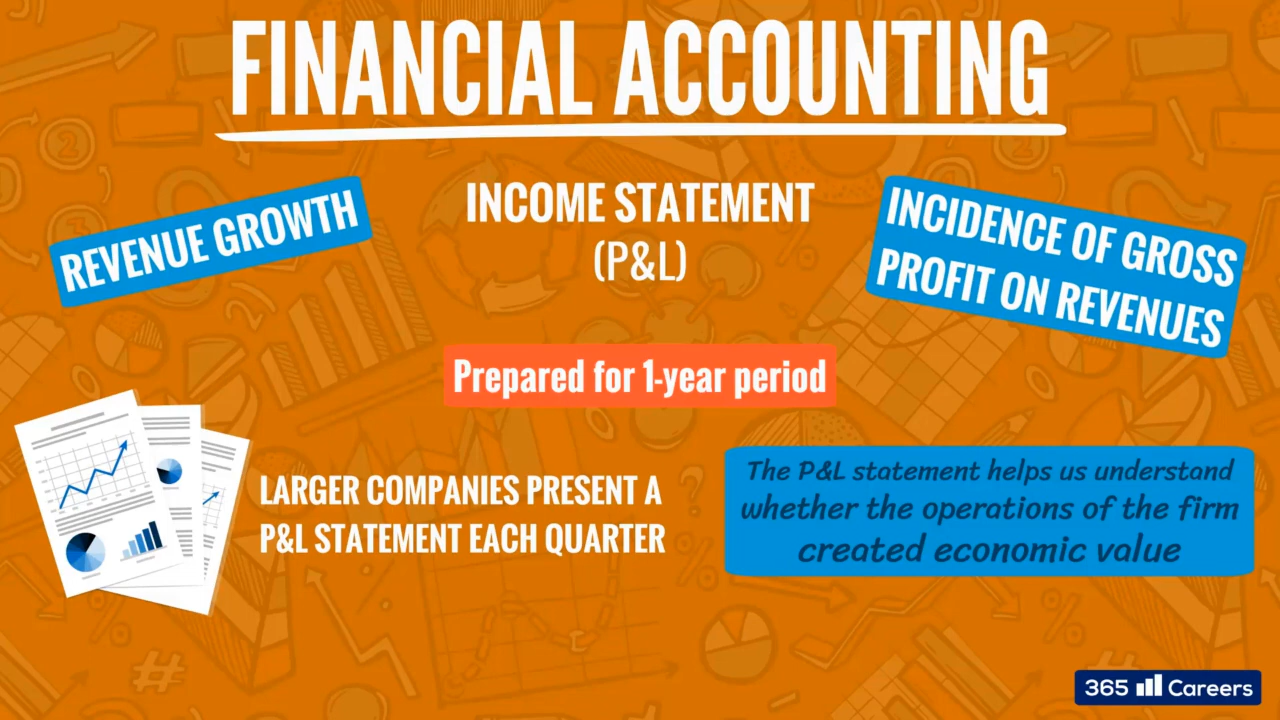 FINANCIAL ACCOUNTING
REVENUE GROWTH
INCOME STATEMENT
(P&L)
INCIDENCE OF GROSS
PROFIT ON REVENUES
Prepared for 1-year period
LARGER COMPANIES PRESENT A
P&L STATEMENT EACH QUARTER
The P&L statement helps us understand
whether the operations of the firm
created economic value
365 Careers